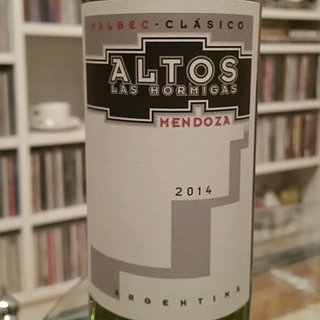 MALBEC - CLÁSICO
ALTOS
LAS HORMIGAS
MENDOZA
2014
ARGENTINA